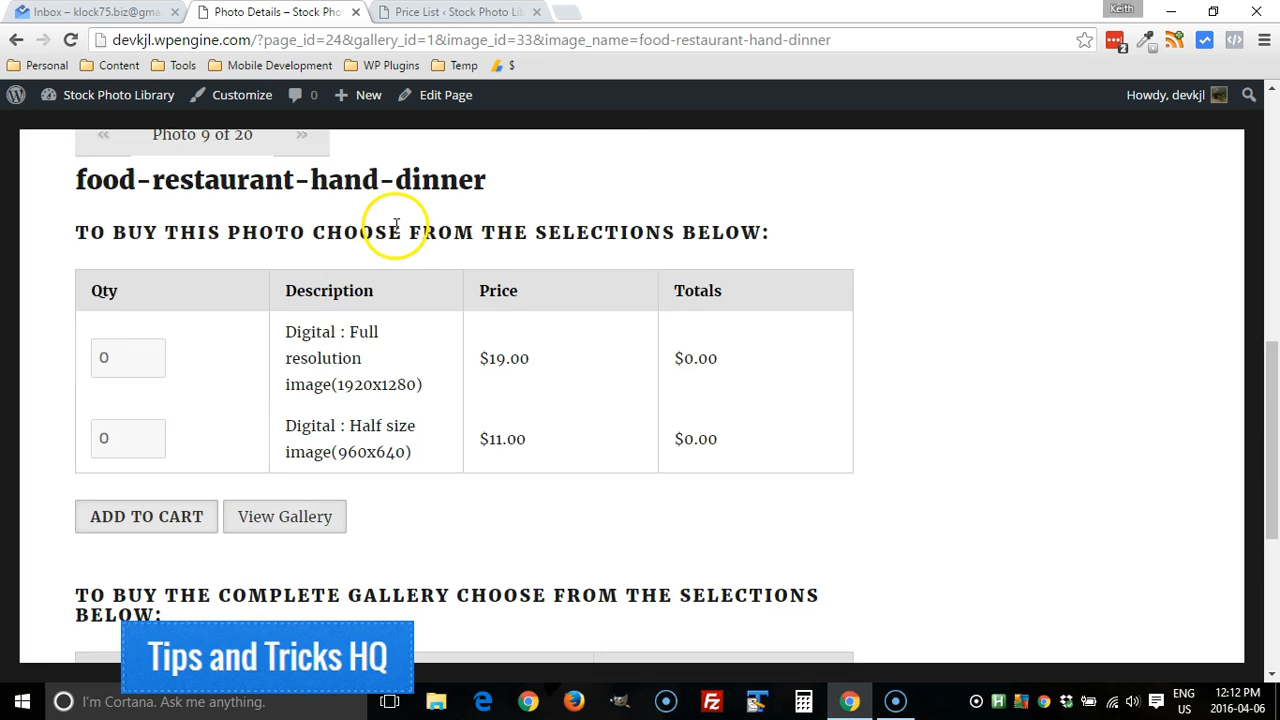 Inbox – klock75.biz@gma
Photo Details – Stock Pho
Price List ‹ Stock Photo Lib
Keith
devkjl.wpengine.com/?page_id=24&gallery_id=1&image_id=33&image_name=food-restaurant-hand-dinner
2
Personal
Content
Tools
Mobile Development
WP Plugins
Temp
$
Stock Photo Library
Customize
0
New
Edit Page
Howdy, devkjl
«
Photo 9 of 20
»
food-restaurant-hand-dinner
TO BUY THIS PHOTO CHOOSE FROM THE SELECTIONS BELOW:
Qty
Description
Price
Totals
0
Digital : Full
resolution
image(1920x1280)
$19.00
$0.00
0
Digital : Half size
image(960x640)
$11.00
$0.00
ADD TO CART
View Gallery
TO BUY THE COMPLETE GALLERY CHOOSE FROM THE SELECTIONS
BELOW:
Tips and Tricks HQ
I'm Cortana. Ask me anything.
ENG
US
12:12 PM
2016-04-06